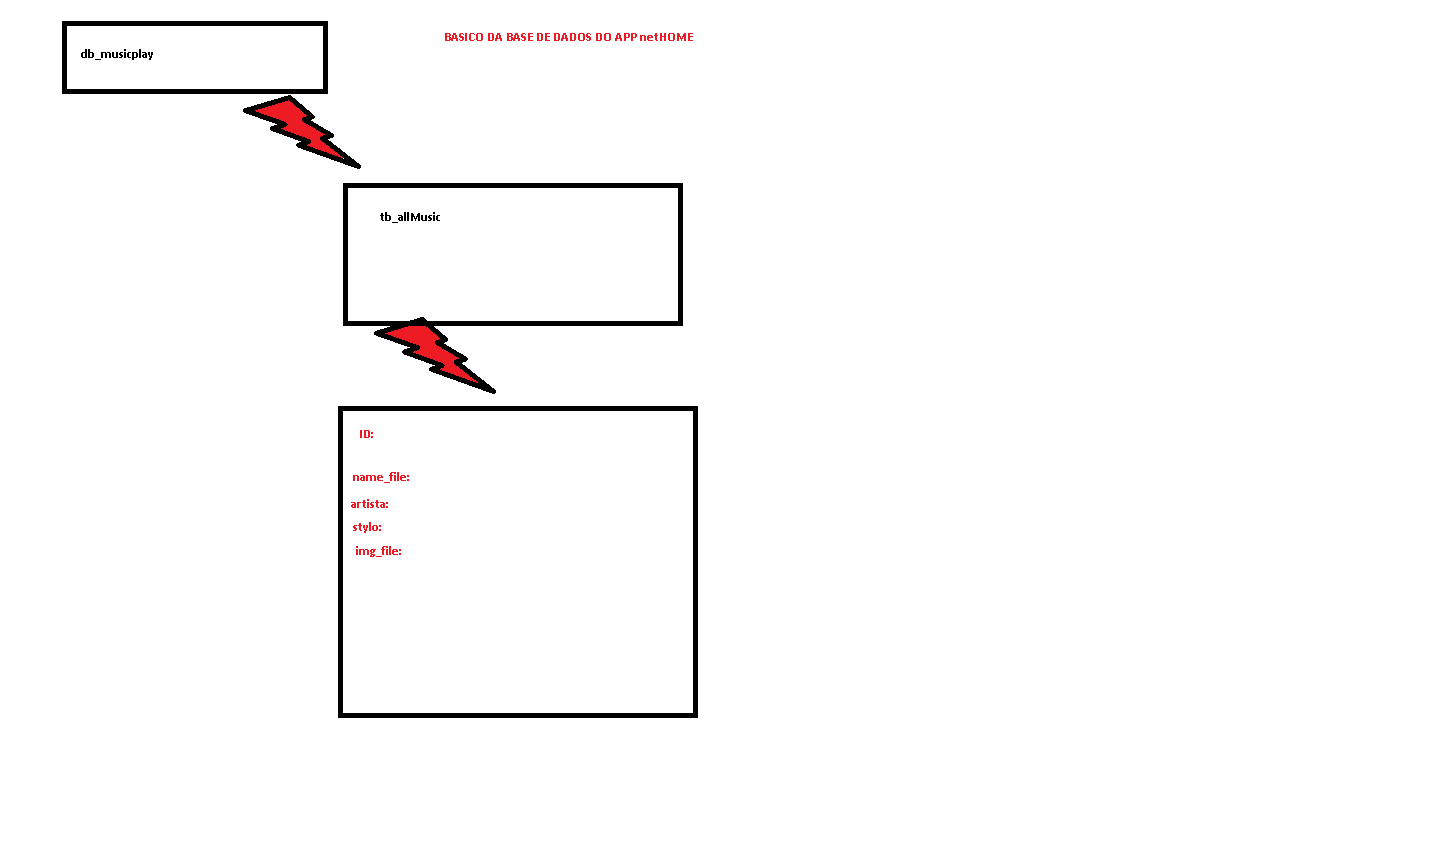 BASICO DA BASE DE DADOS DO APP netHOME
db_musicplay
tb_allMusic
ID:
name_file:
artista:
stylo:
img_file: